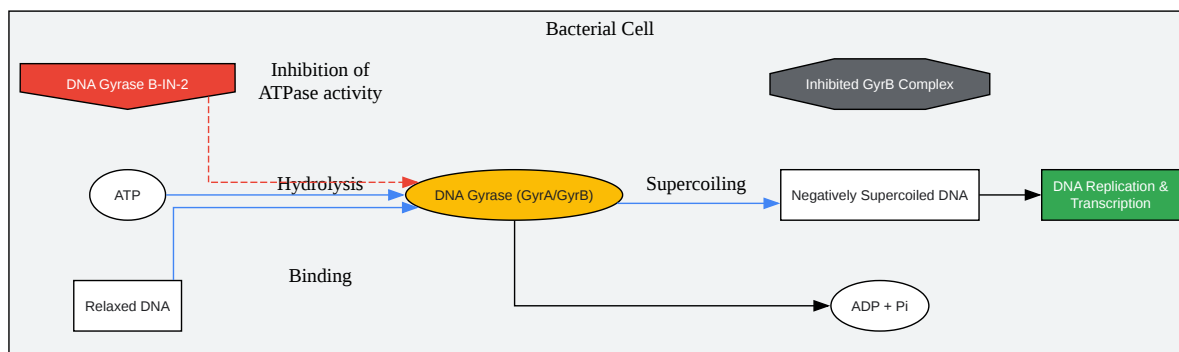 Bacterial Cell
DNA Gyrase B-IN-2
Inhibition of
ATPase activity
Inhibited GyrB Complex
ATP
Hydrolysis
DNA Gyrase (GyrA/GyrB)
Supercoiling
Negatively Supercoiled DNA
DNA Replication &
Transcription
Binding
Relaxed DNA
ADP + Pi